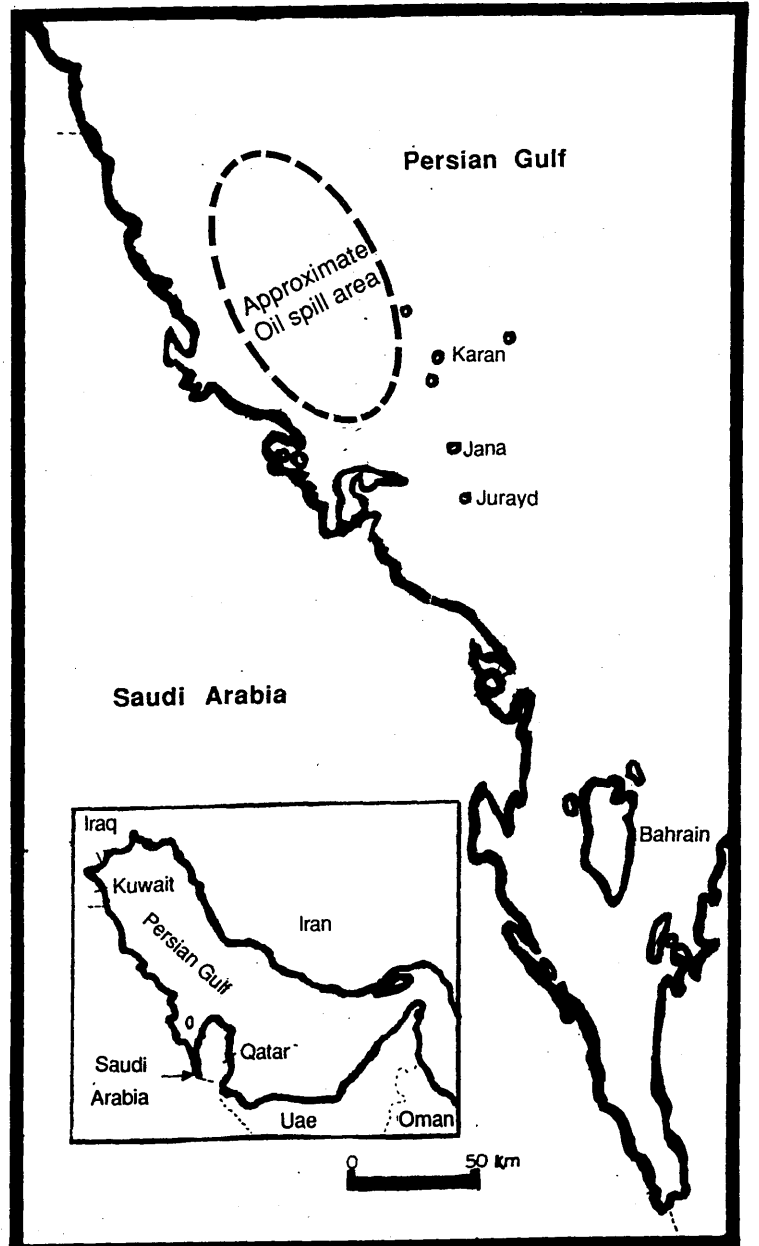 Persian Gulf
Approximate
Oil spill area
Karan
Jana
Jurayd
Saudi Arabia
Bahrain
Iraq
Kuwait
Iran
Persian Gulf
Qatar
Saudi
Arabia
Uae
Oman
0 50 Km